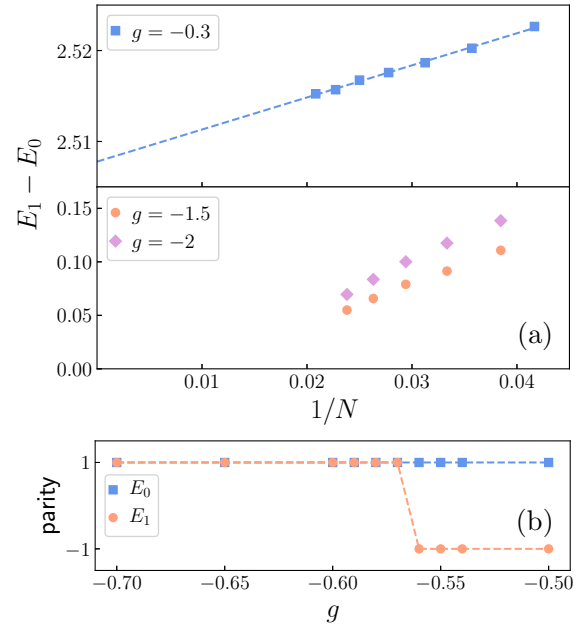 g = −0.3
2.52
2.51
E₁ − E₀
g = −1.5
g = −2
0.15
0.10
0.05
0.00
(a)
0.01 0.02 0.03 0.04
1/N
1
−1
parity
E₀
E₁
(b)
−0.70 −0.65 −0.60 −0.55 −0.50
g